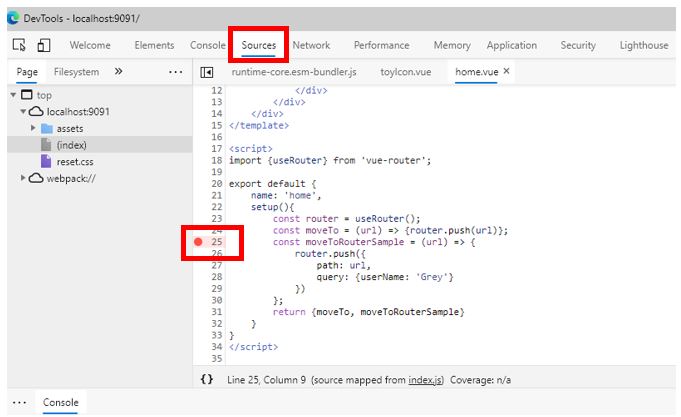 DevTools - localhost:9091/
Welcome Elements Console Sources Network Performance Memory Application Security Lighthouse
Page Filesystem » ··· runtime-core.esm-bundler.js toyIcon.vue home.vue ×
top
localhost:9091
assets
(index)
reset.css
webpack://
12 </div>
13 </div>
14 </div>
15 </template>
16
17 <script>
18 import {useRouter} from 'vue-router';
19
20 export default {
21 name: 'home',
22 setup(){
23 const router = useRouter();
24 const moveTo = (url) => {router.push(url)};
25 const moveToRouterSample = (url) => {
26 router.push({
27 path: url,
28 query: {userName: 'Grey'}
29 })
30 };
31 return {moveTo, moveToRouterSample}
32 }
33 }
34 </script>
35
{} Line 25, Column 9 (source mapped from index.js) Coverage: n/a
··· Console